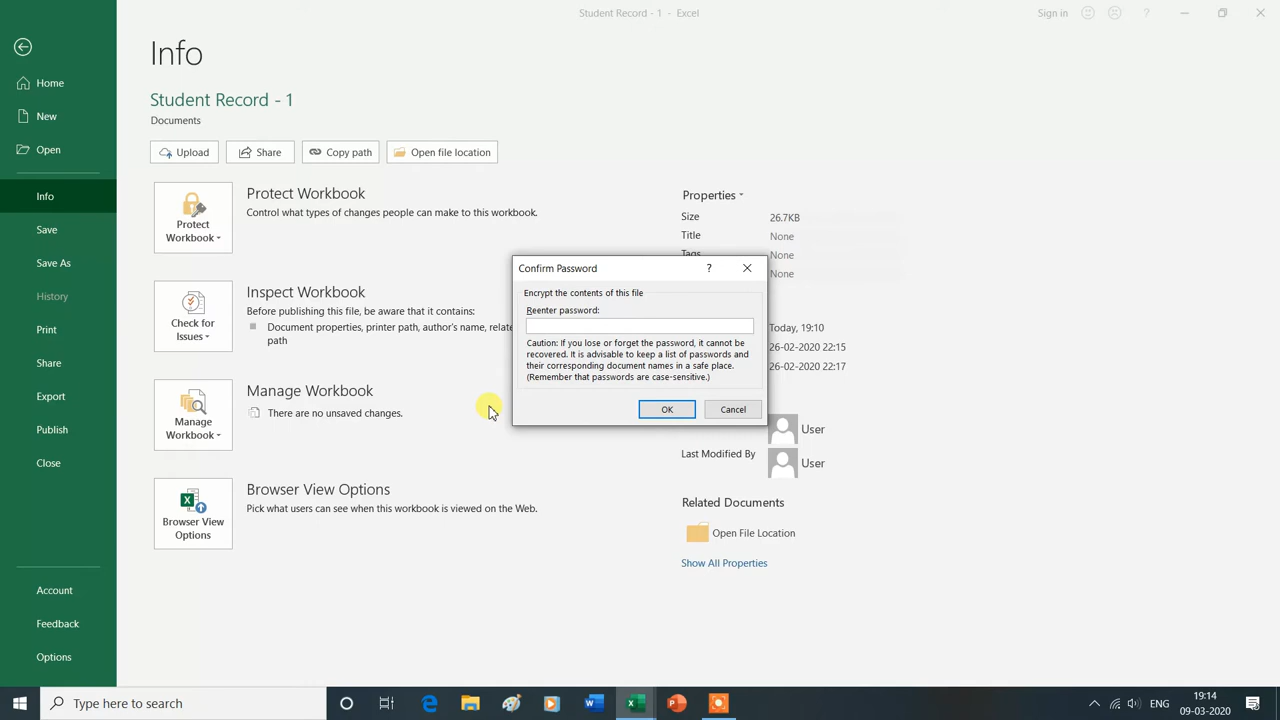 Student Record - 1 - Excel
Sign in
Info
Home
Student Record - 1
New
Documents
Open
Upload
Share
Copy path
Open file location
Info
Protect Workbook
Protect Workbook
Control what types of changes people can make to this workbook.
Properties
Size 26.7KB
Save
Title None
Tags None
None
Save As
Confirm Password
?
Encrypt the contents of this file
Reenter password:
Caution: If you lose or forget the password, it cannot be
recovered. It is advisable to keep a list of passwords and
their corresponding document names in a safe place.
(Remember that passwords are case-sensitive.)
OK
Cancel
History
Check for Issues
Inspect Workbook
Before publishing this file, be aware that it contains:
Document properties, printer path, author's name,
path
Today, 19:10
26-02-2020 22:15
26-02-2020 22:17
Print
Share
Export
Manage Workbook
Manage Workbook
There are no unsaved changes.
User
Last Modified By User
Publish
Close
Browser View Options
Browser View Options
Pick what users can see when this workbook is viewed on the Web.
Related Documents
Open File Location
Show All Properties
Account
Feedback
Options
Type here to search
ENG
19:14
09-03-2020